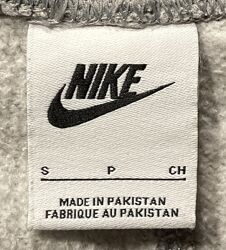 NIKE
S P CH
MADE IN PAKISTAN
FABRIQUE AU PAKISTAN